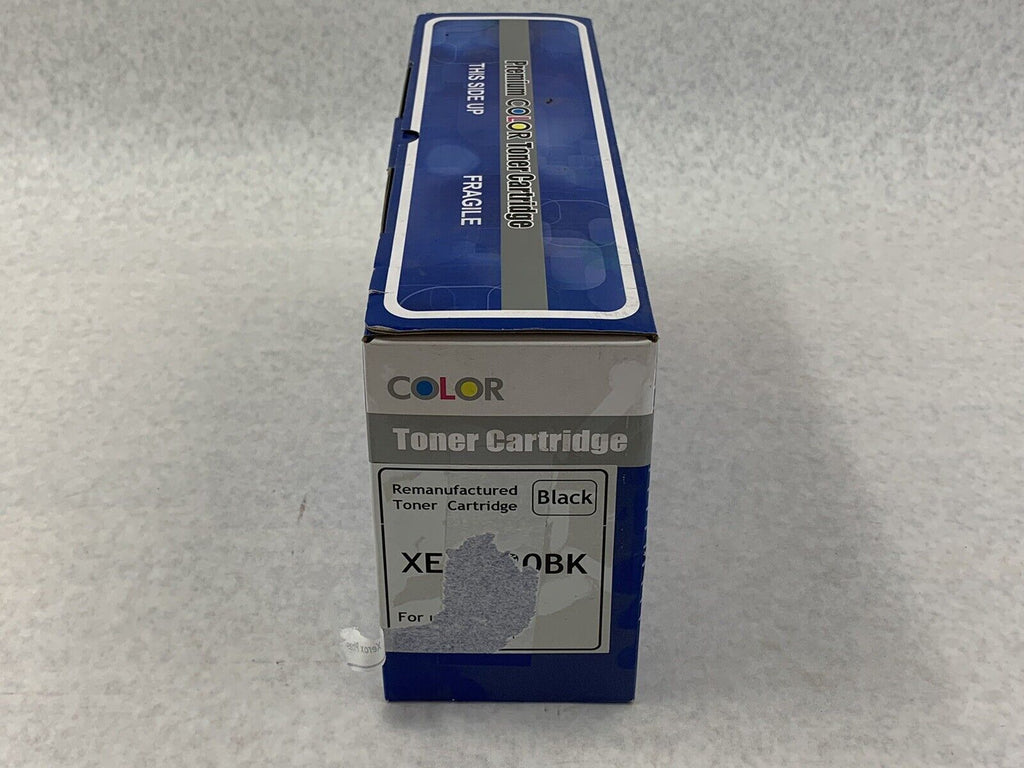 Premium COLOR Toner Cartridge
THIS SIDE UP
FRAGILE
COLOR
Toner Cartridge
Remanufactured
Toner Cartridge
Black
XE 0BK
For